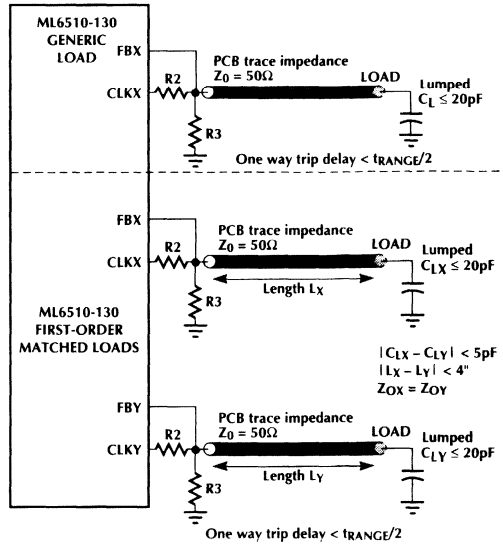 ML6510-130
GENERIC
LOAD
FBX
CLKX
R2
R3
PCB trace impedance
Z0 = 50Ω
LOAD
Lumped
CL ≤ 20pF
One way trip delay < tRANGE/2
FBX
CLKX
R2
R3
PCB trace impedance
Z0 = 50Ω
LOAD
Lumped
CLX ≤ 20pF
Length LX
ML6510-130
FIRST-ORDER
MATCHED LOADS
|CLX – CLY| < 5pF
|LX – LY| < 4"
ZOX = ZOY
FBY
CLKY
R2
R3
PCB trace impedance
Z0 = 50Ω
LOAD
Lumped
CLY ≤ 20pF
Length LY
One way trip delay < tRANGE/2